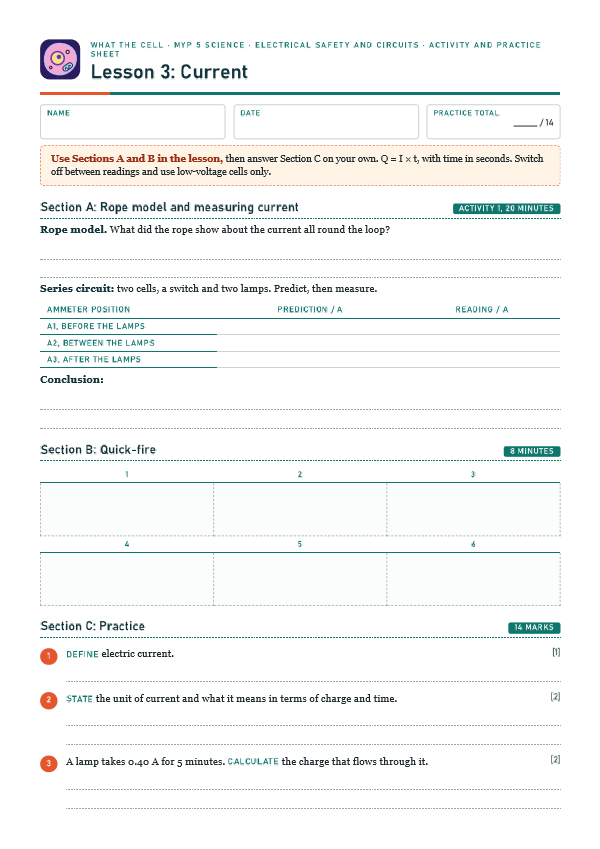 WHAT THE CELL · MYP 5 SCIENCE · ELECTRICAL SAFETY AND CIRCUITS · ACTIVITY AND PRACTICE
SHEET
Lesson 3: Current
NAME
DATE
PRACTICE TOTAL
_____ / 14
Use Sections A and B in the lesson, then answer Section C on your own. Q = I × t, with time in seconds. Switch
off between readings and use low-voltage cells only.
Section A: Rope model and measuring current
ACTIVITY 1, 20 MINUTES
Rope model. What did the rope show about the current all round the loop?
Series circuit: two cells, a switch and two lamps. Predict, then measure.
AMMETER POSITION PREDICTION / A READING / A
A1, BEFORE THE LAMPS
A2, BETWEEN THE LAMPS
A3, AFTER THE LAMPS
Conclusion:
Section B: Quick-fire
8 MINUTES
1 2 3
4 5 6
Section C: Practice
14 MARKS
1 DEFINE electric current. [1]
2 STATE the unit of current and what it means in terms of charge and time. [2]
3 A lamp takes 0.40 A for 5 minutes. CALCULATE the charge that flows through it. [2]